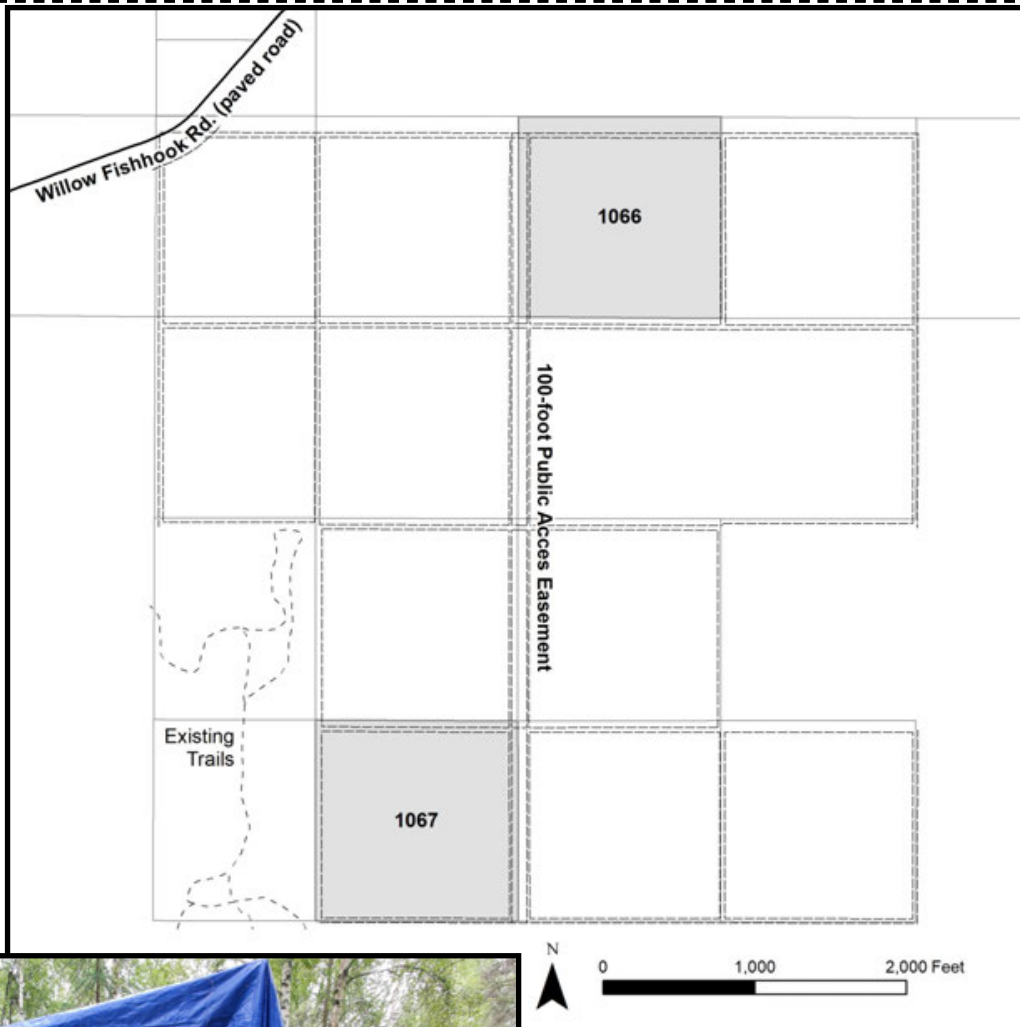 Willow Fishhook Rd. (paved road)
1066
100-foot Public Acces Easement
Existing
Trails
1067
N
0 1,000 2,000 Feet